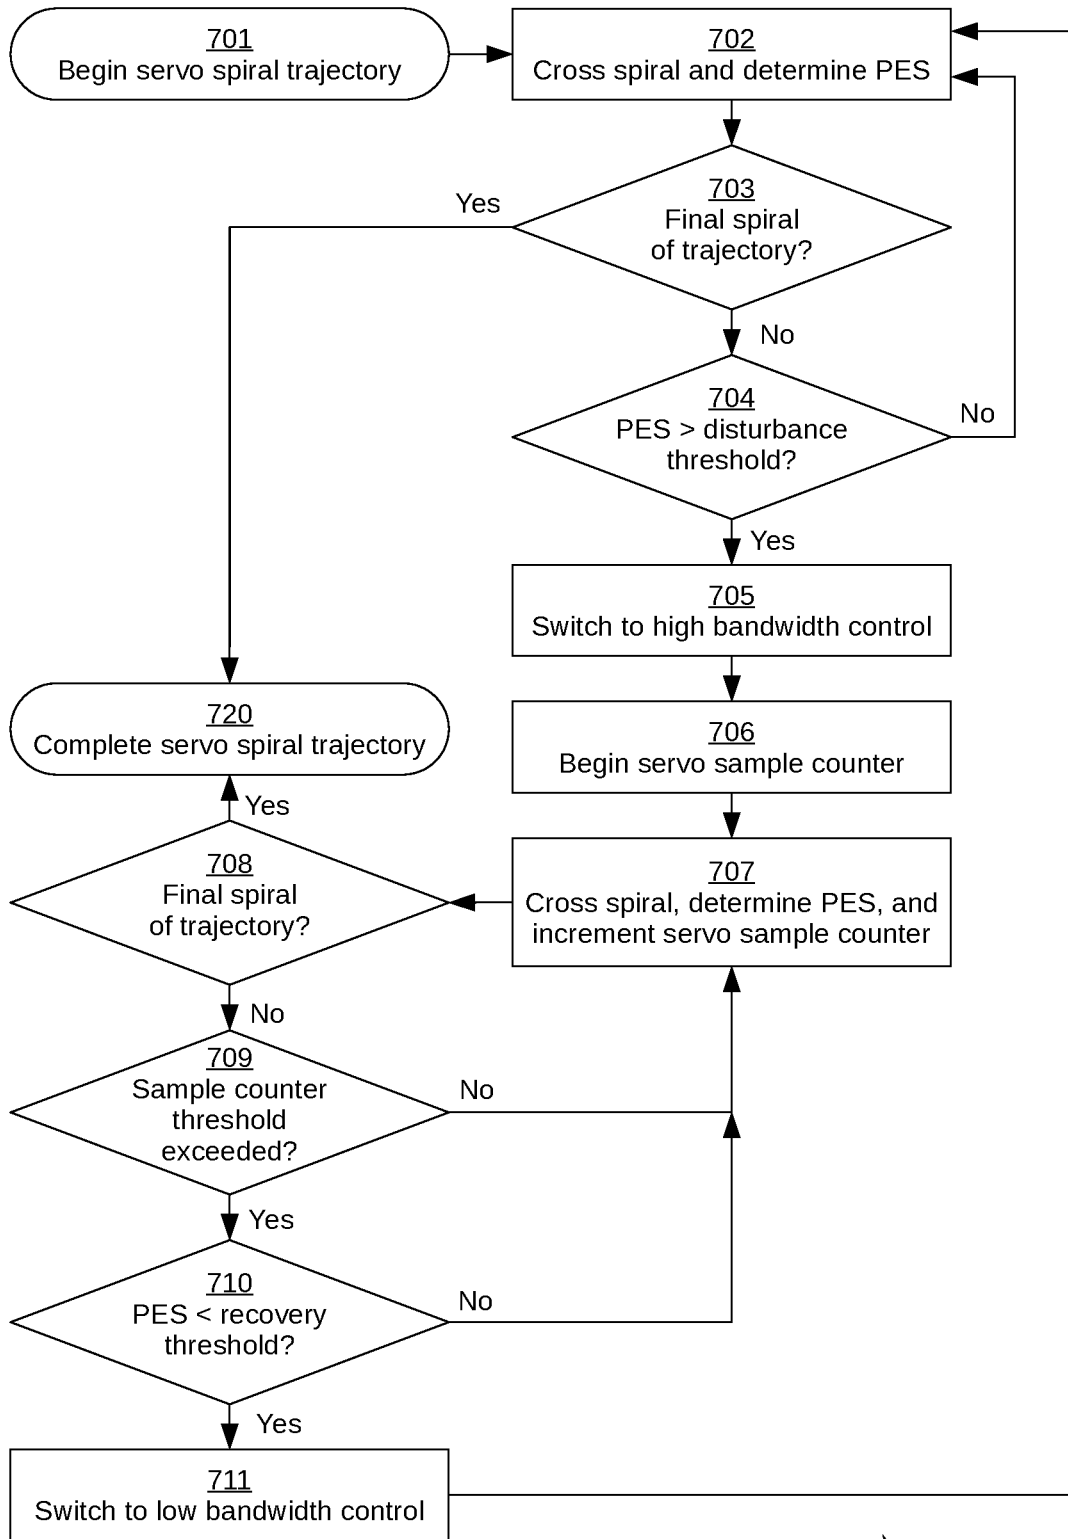 701
Begin servo spiral trajectory
702
Cross spiral and determine PES
703
Final spiral
of trajectory?
Yes
No
704
PES > disturbance
threshold?
No
Yes
705
Switch to high bandwidth control
706
Begin servo sample counter
707
Cross spiral, determine PES, and
increment servo sample counter
720
Complete servo spiral trajectory
Yes
708
Final spiral
of trajectory?
No
709
Sample counter
threshold
exceeded?
No
Yes
710
PES < recovery
threshold?
No
Yes
711
Switch to low bandwidth control